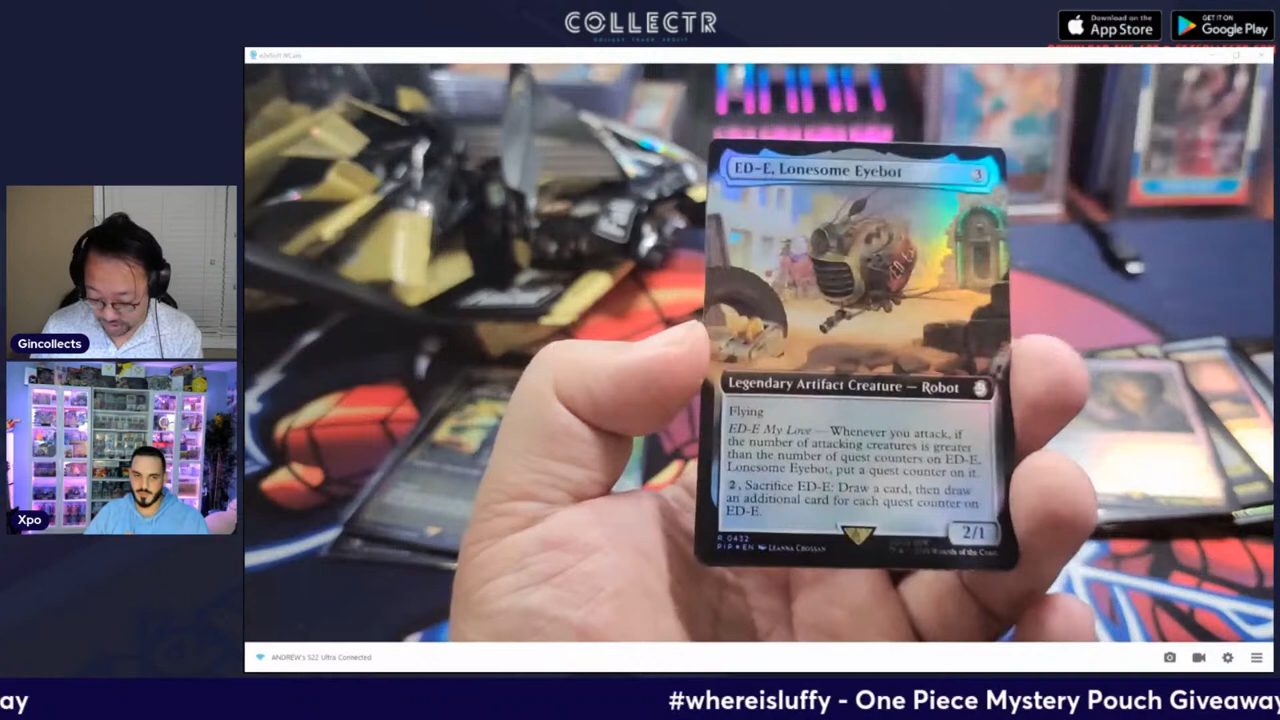 COLLECTR
Download on the
App Store
GET IT ON
Google Play
ED-E, Lonesome Eyebot
3
ED-E
Legendary Artifact Creature — Robot
Flying
ED-E My Love — Whenever you attack, if
the number of attacking creatures is greater
than the number of quest counters on ED-E,
Lonesome Eyebot, put a quest counter on it.
2, Sacrifice ED-E: Draw a card, then draw
an additional card for each quest counter on
ED-E.
2/1
R 0432
PIP ★ EN LEANNA CROSSAN
Gincollects
Xpo
ANDREW's S22 Ultra Connected
ay
#whereisluffy - One Piece Mystery Pouch Giveaway